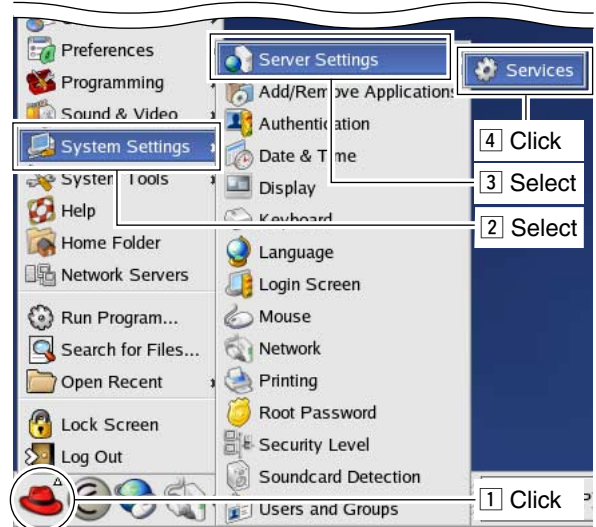 Preferences
Programming
Sound & Video
System Settings
System Tools
Help
Home Folder
Network Servers
Run Program...
Search for Files...
Open Recent
Lock Screen
Log Out
Server Settings
Add/Remove Applications
Authentication
Date & Time
Display
Keyboard
Language
Login Screen
Mouse
Network
Printing
Root Password
Security Level
Soundcard Detection
Users and Groups
Services
4 Click
3 Select
2 Select
1 Click